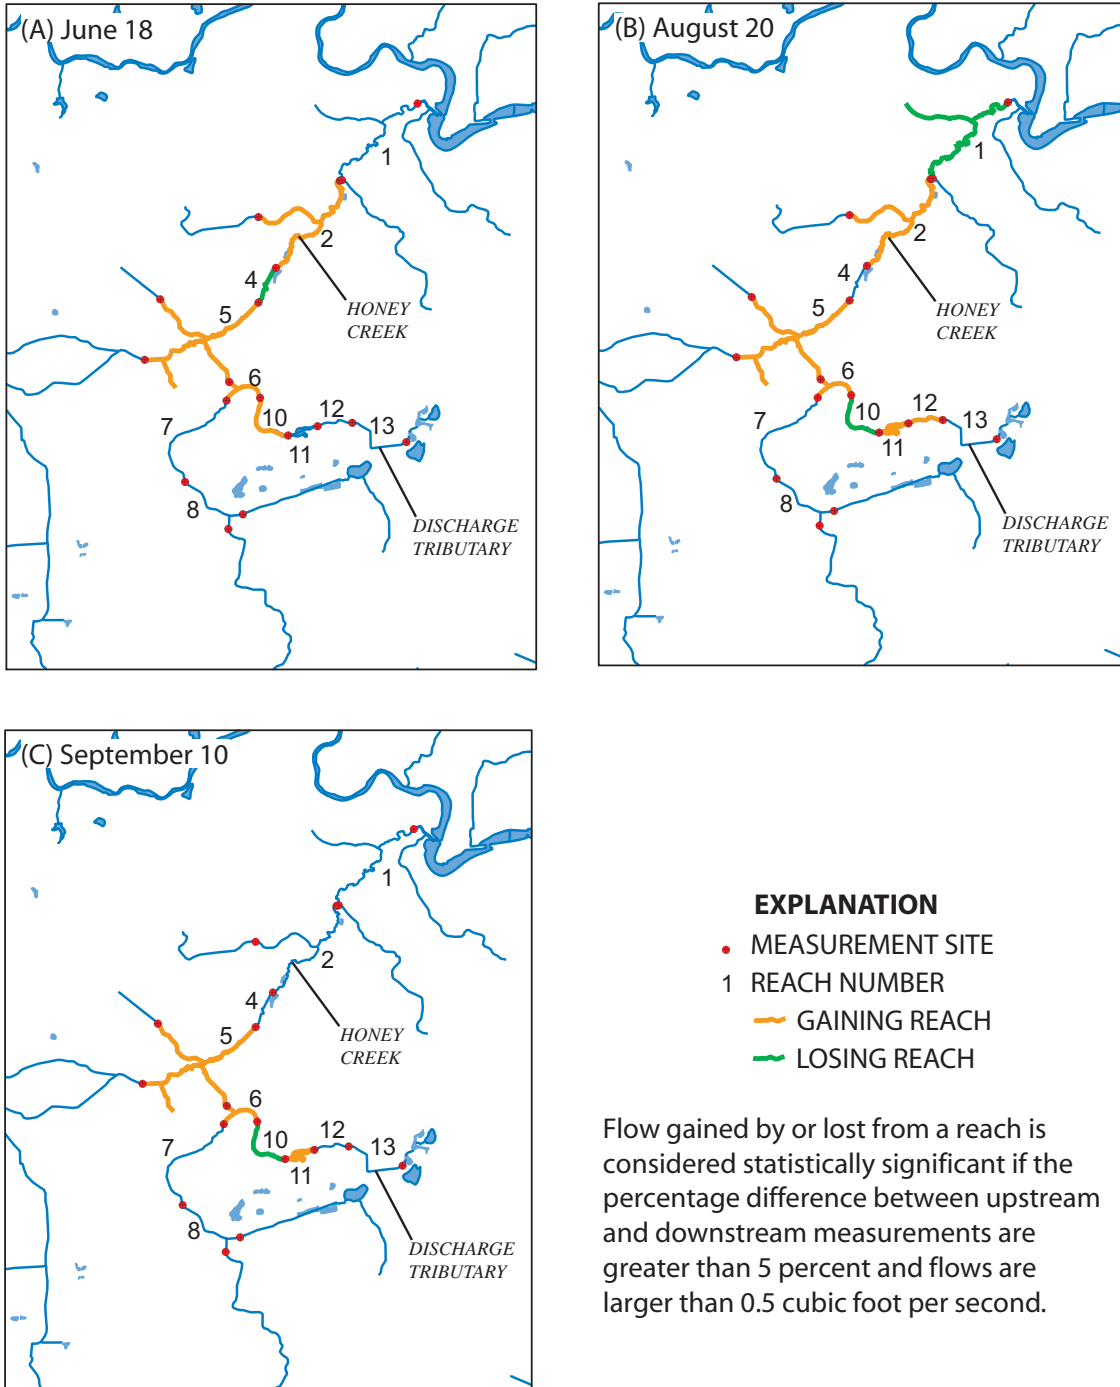 (A) June 18
1
2
4
HONEY
CREEK
5
6
7
10
12
13
11
8
DISCHARGE
TRIBUTARY
(B) August 20
1
2
4
HONEY
CREEK
5
6
7
10
12
13
11
8
DISCHARGE
TRIBUTARY
(C) September 10
1
2
4
HONEY
CREEK
5
6
7
10
12
13
11
8
DISCHARGE
TRIBUTARY
EXPLANATION
MEASUREMENT SITE
1 REACH NUMBER
GAINING REACH
LOSING REACH
Flow gained by or lost from a reach is
considered statistically significant if the
percentage difference between upstream
and downstream measurements are
greater than 5 percent and flows are
larger than 0.5 cubic foot per second.